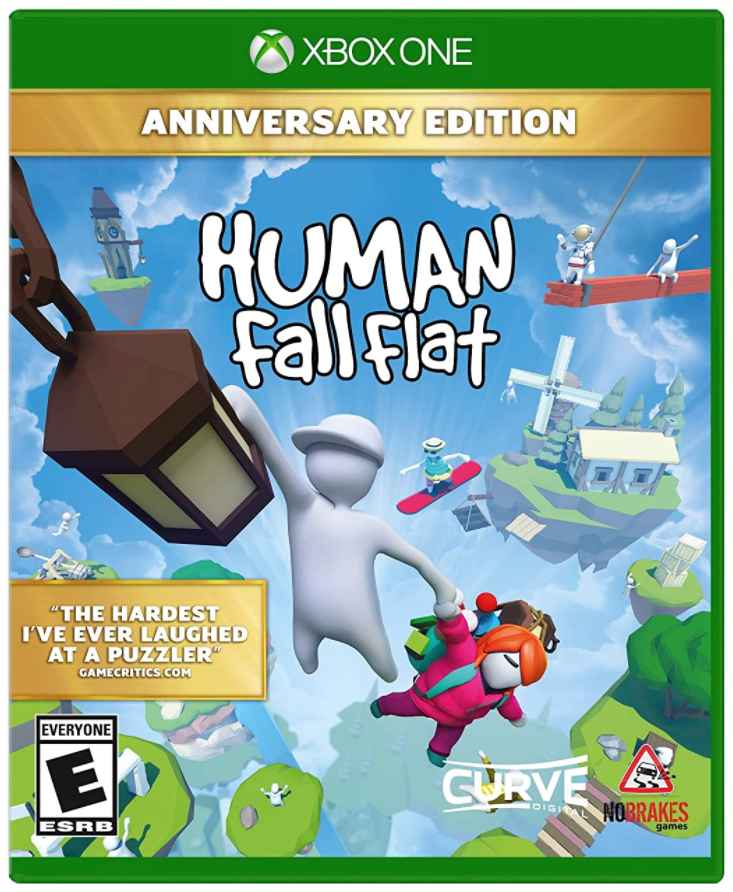 XBOX ONE
ANNIVERSARY EDITION
HUMAN
fall flat
"THE HARDEST
I'VE EVER LAUGHED
AT A PUZZLER"
GAMECRITICS.COM
EVERYONE
E
ESRB
CURVE
DIGITAL
NOBRAKES
games